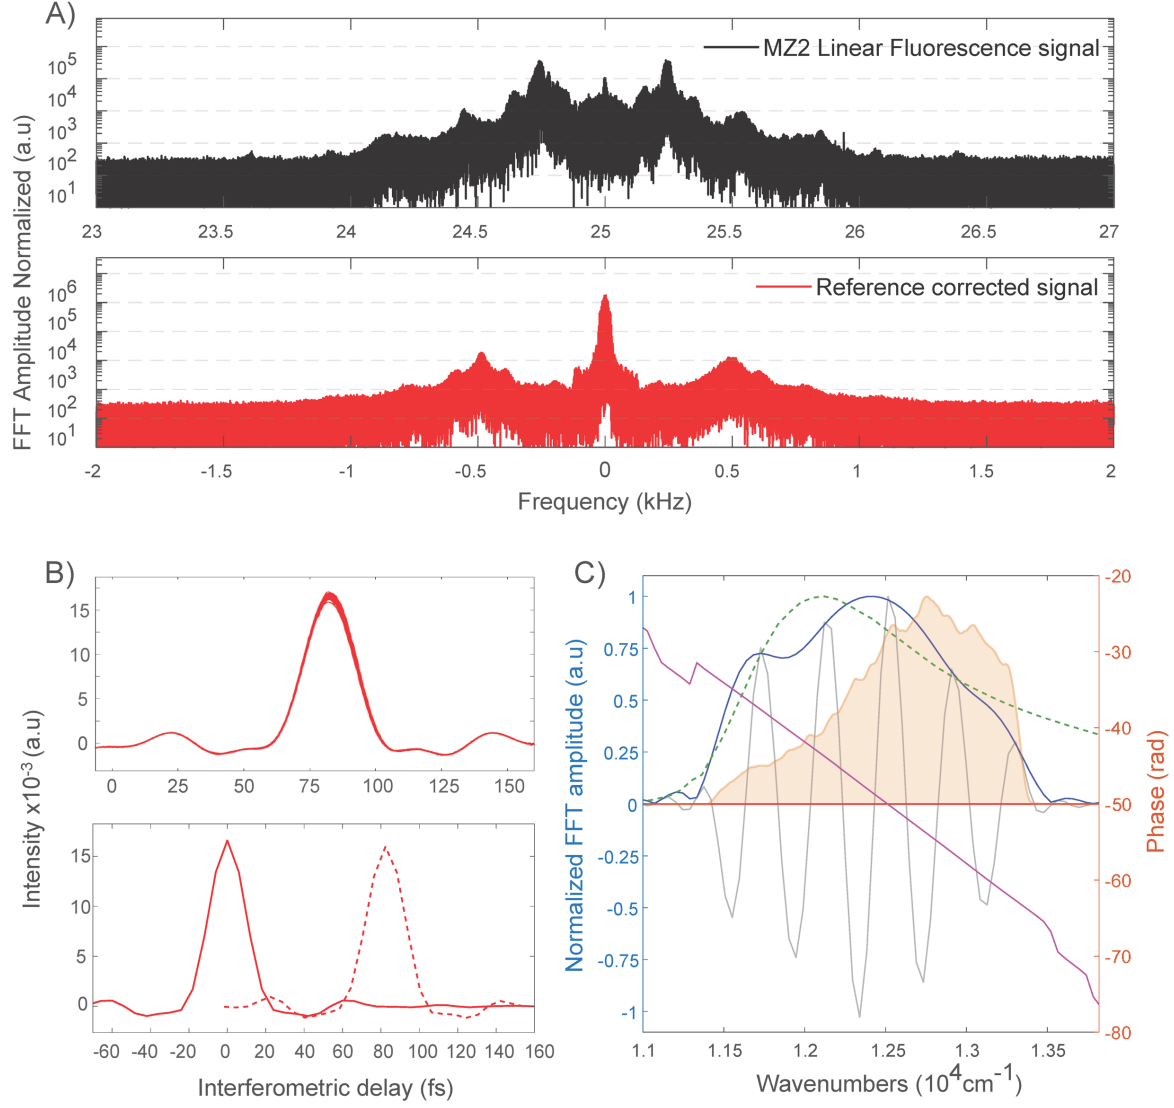 A)
FFT Amplitude Normalized (a.u)
MZ2 Linear Fluorescence signal
10^5
10^4
10^3
10^2
10^1
23 23.5 24 24.5 25 25.5 26 26.5 27
Reference corrected signal
10^6
10^5
10^4
10^3
10^2
10^1
-2 -1.5 -1 -0.5 0 0.5 1 1.5 2
Frequency (kHz)
B)
Intensity x10^-3 (a.u)
15
10
5
0
0 25 50 75 100 125 150
15
10
5
0
-60 -40 -20 0 20 40 60 80 100 120 140 160
Interferometric delay (fs)
C)
Normalized FFT amplitude (a.u)
1
0.75
0.5
0.25
0
-0.25
-0.5
-0.75
-1
1.1 1.15 1.2 1.25 1.3 1.35
Wavenumbers (10^4cm^-1)
-20
-30
-40
-50
-60
-70
-80
Phase (rad)